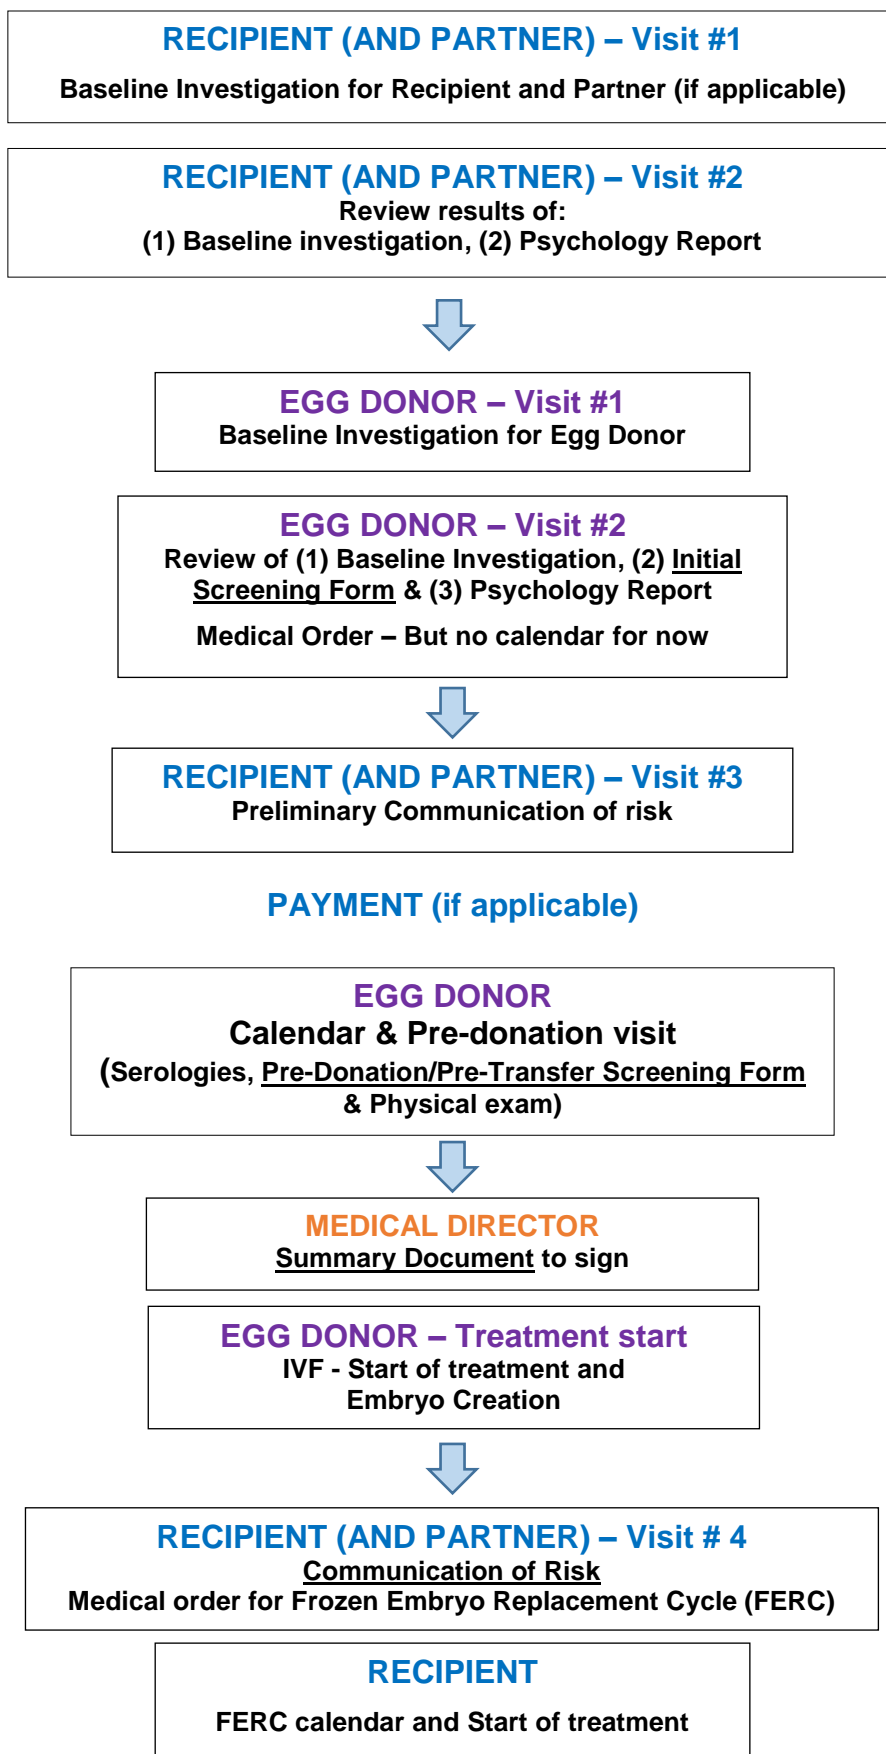 RECIPIENT (AND PARTNER) – Visit #1
Baseline Investigation for Recipient and Partner (if applicable)
RECIPIENT (AND PARTNER) – Visit #2
Review results of:
(1) Baseline investigation, (2) Psychology Report
EGG DONOR – Visit #1
Baseline Investigation for Egg Donor
EGG DONOR – Visit #2
Review of (1) Baseline Investigation, (2) Initial
Screening Form & (3) Psychology Report
Medical Order – But no calendar for now
RECIPIENT (AND PARTNER) – Visit #3
Preliminary Communication of risk
PAYMENT (if applicable)
EGG DONOR
Calendar & Pre-donation visit
(Serologies, Pre-Donation/Pre-Transfer Screening Form
& Physical exam)
MEDICAL DIRECTOR
Summary Document to sign
EGG DONOR – Treatment start
IVF - Start of treatment and
Embryo Creation
RECIPIENT (AND PARTNER) – Visit # 4
Communication of Risk
Medical order for Frozen Embryo Replacement Cycle (FERC)
RECIPIENT
FERC calendar and Start of treatment